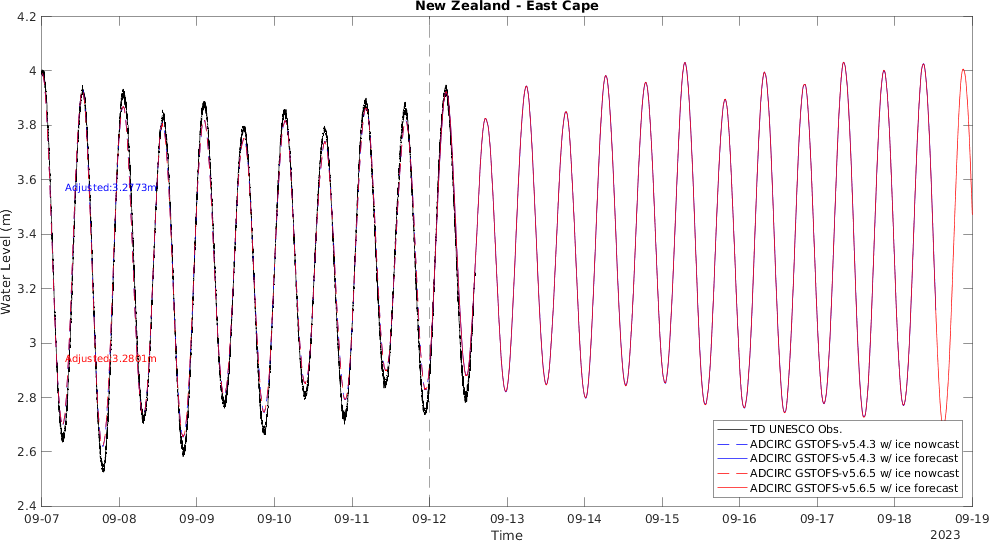 New Zealand - East Cape
4.2
4
3.8
3.6
3.4
3.2
3
2.8
2.6
2.4
Water Level (m)
Adjusted:3.2773m
Adjusted:3.2801m
TD UNESCO Obs.
ADCIRC GSTOFS-v5.4.3 w/ ice nowcast
ADCIRC GSTOFS-v5.4.3 w/ ice forecast
ADCIRC GSTOFS-v5.6.5 w/ ice nowcast
ADCIRC GSTOFS-v5.6.5 w/ ice forecast
09-07 09-08 09-09 09-10 09-11 09-12 09-13 09-14 09-15 09-16 09-17 09-18 09-19
Time
2023